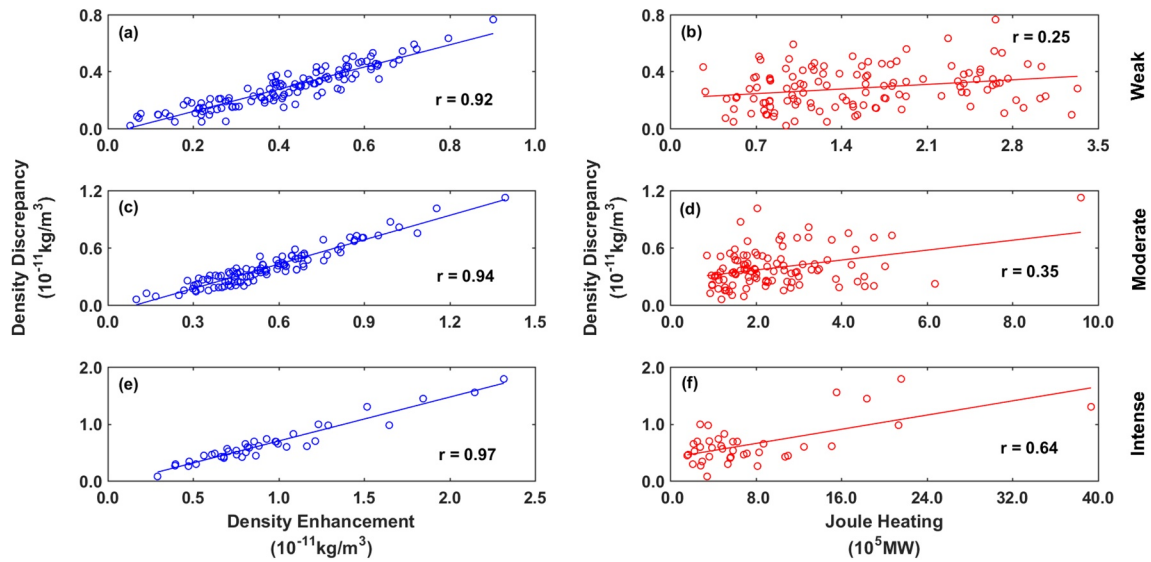 (a)
r = 0.92
0.8
0.4
0.0
0.0 0.2 0.4 0.6 0.8 1.0
(b)
r = 0.25
0.8
0.4
0.0
0.0 0.7 1.4 2.1 2.8 3.5
Weak
Density Discrepancy
(10⁻¹¹kg/m³)
(c)
r = 0.94
1.2
0.6
0.0
0.0 0.3 0.6 0.9 1.2 1.5
Density Discrepancy
(10⁻¹¹kg/m³)
(d)
r = 0.35
1.2
0.6
0.0
0.0 2.0 4.0 6.0 8.0 10.0
Moderate
(e)
r = 0.97
2.0
1.0
0.0
0.0 0.5 1.0 1.5 2.0 2.5
Density Enhancement
(10⁻¹¹kg/m³)
(f)
r = 0.64
2.0
1.0
0.0
0.0 8.0 16.0 24.0 32.0 40.0
Joule Heating
(10⁵MW)
Intense